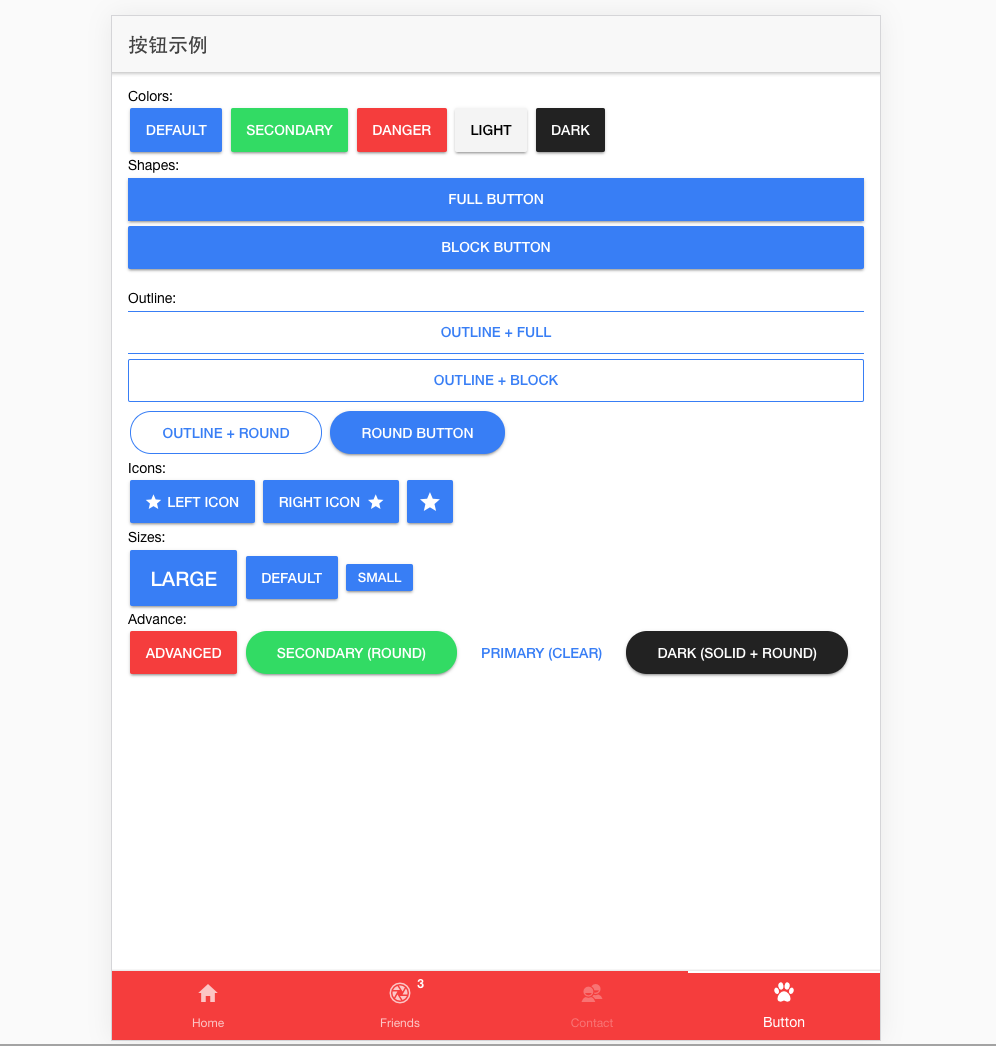 按钮示例
Colors:
DEFAULT SECONDARY DANGER LIGHT DARK
Shapes:
FULL BUTTON
BLOCK BUTTON
Outline:
OUTLINE + FULL
OUTLINE + BLOCK
OUTLINE + ROUND ROUND BUTTON
Icons:
LEFT ICON RIGHT ICON
Sizes:
LARGE DEFAULT SMALL
Advance:
ADVANCED SECONDARY (ROUND) PRIMARY (CLEAR) DARK (SOLID + ROUND)
3
Home Friends Contact Button